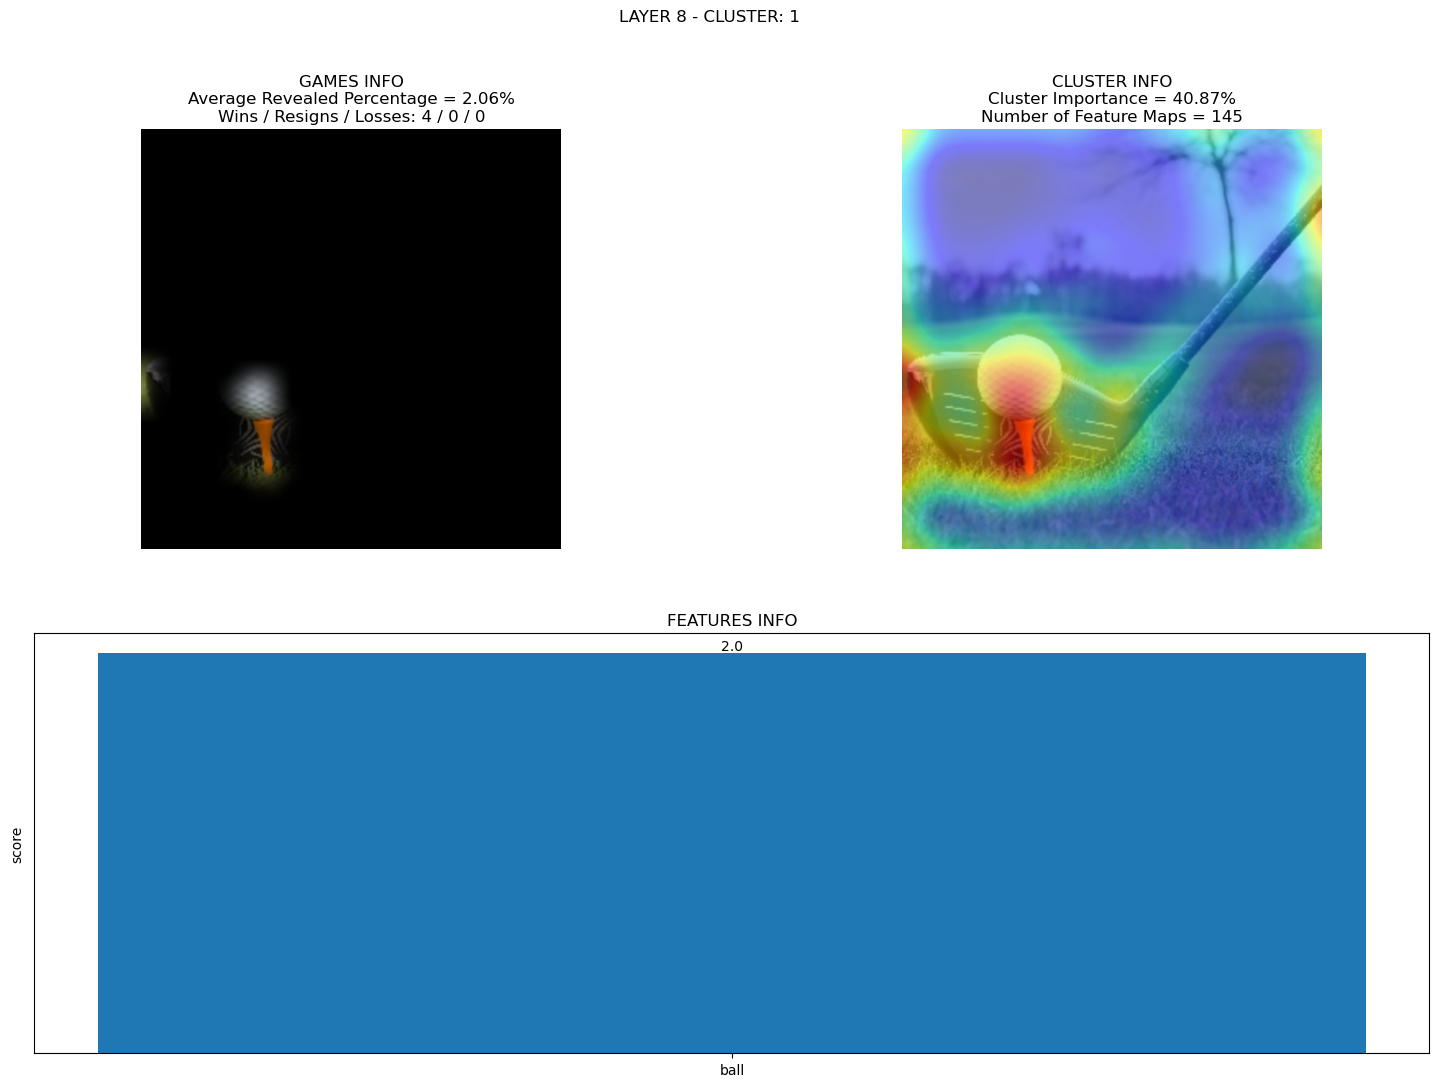 LAYER 8 - CLUSTER: 1
GAMES INFO
Average Revealed Percentage = 2.06%
Wins / Resigns / Losses: 4 / 0 / 0
CLUSTER INFO
Cluster Importance = 40.87%
Number of Feature Maps = 145
FEATURES INFO
2.0
score
ball